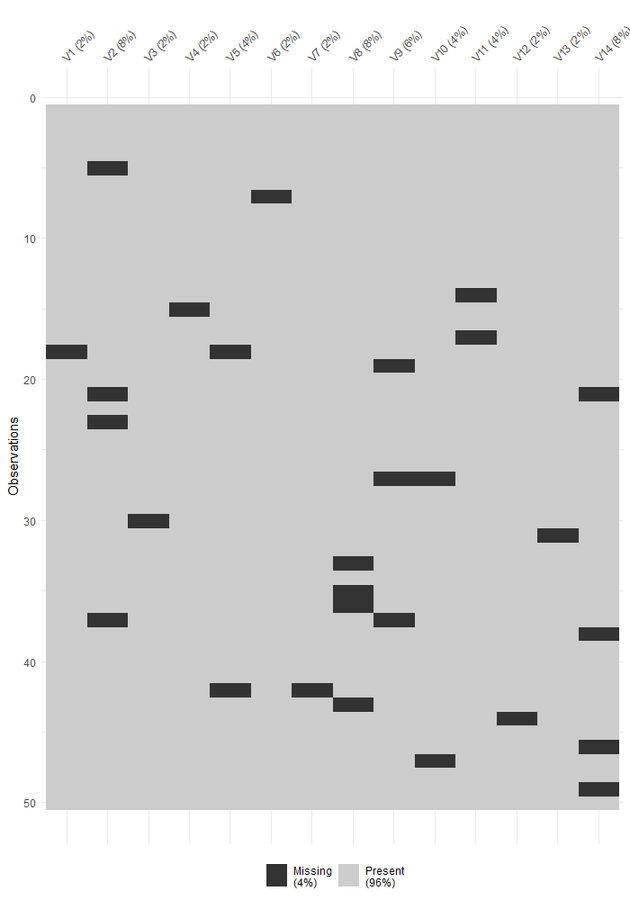 V1 (2%)
V2 (8%)
V3 (2%)
V4 (2%)
V5 (4%)
V6 (2%)
V7 (2%)
V8 (8%)
V9 (6%)
V10 (4%)
V11 (4%)
V12 (2%)
V13 (2%)
V14 (8%
0
10
20
30
40
50
Observations
Missing
(4%)
Present
(96%)